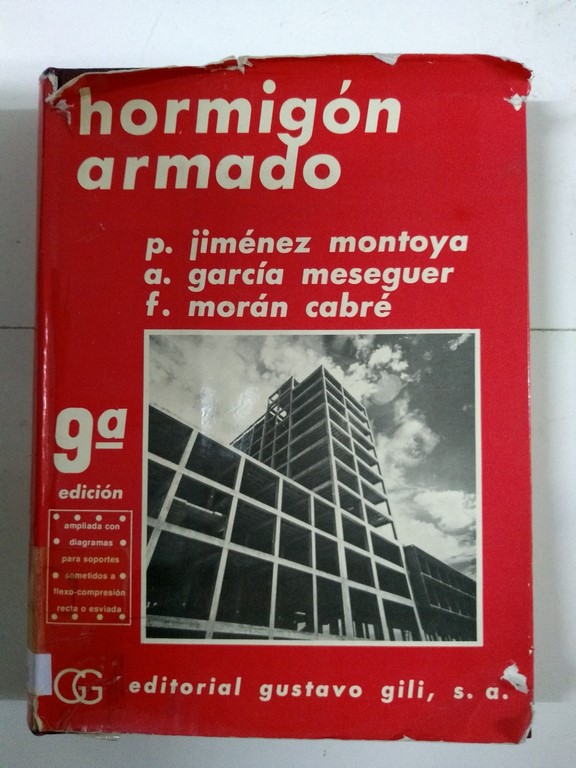 hormigón
armado
p. jiménez montoya
a. garcía meseguer
f. morán cabré
9ª
edición
ampliada con
diagramas
para soportes
sometidos a
flexo-compresión
recta o esviada
GG
editorial gustavo gili, s. a.